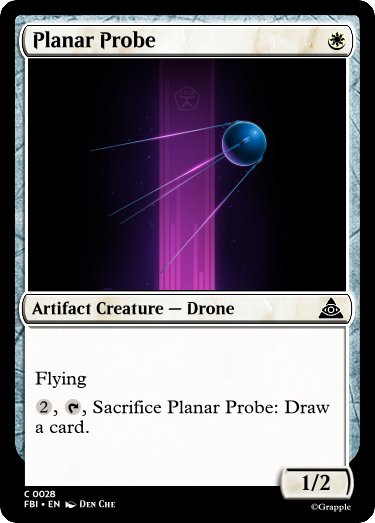 Planar Probe
Artifact Creature — Drone
Flying
2, , Sacrifice Planar Probe: Draw
a card.
1/2
C 0028
FBI • EN Den Che
©Grapple